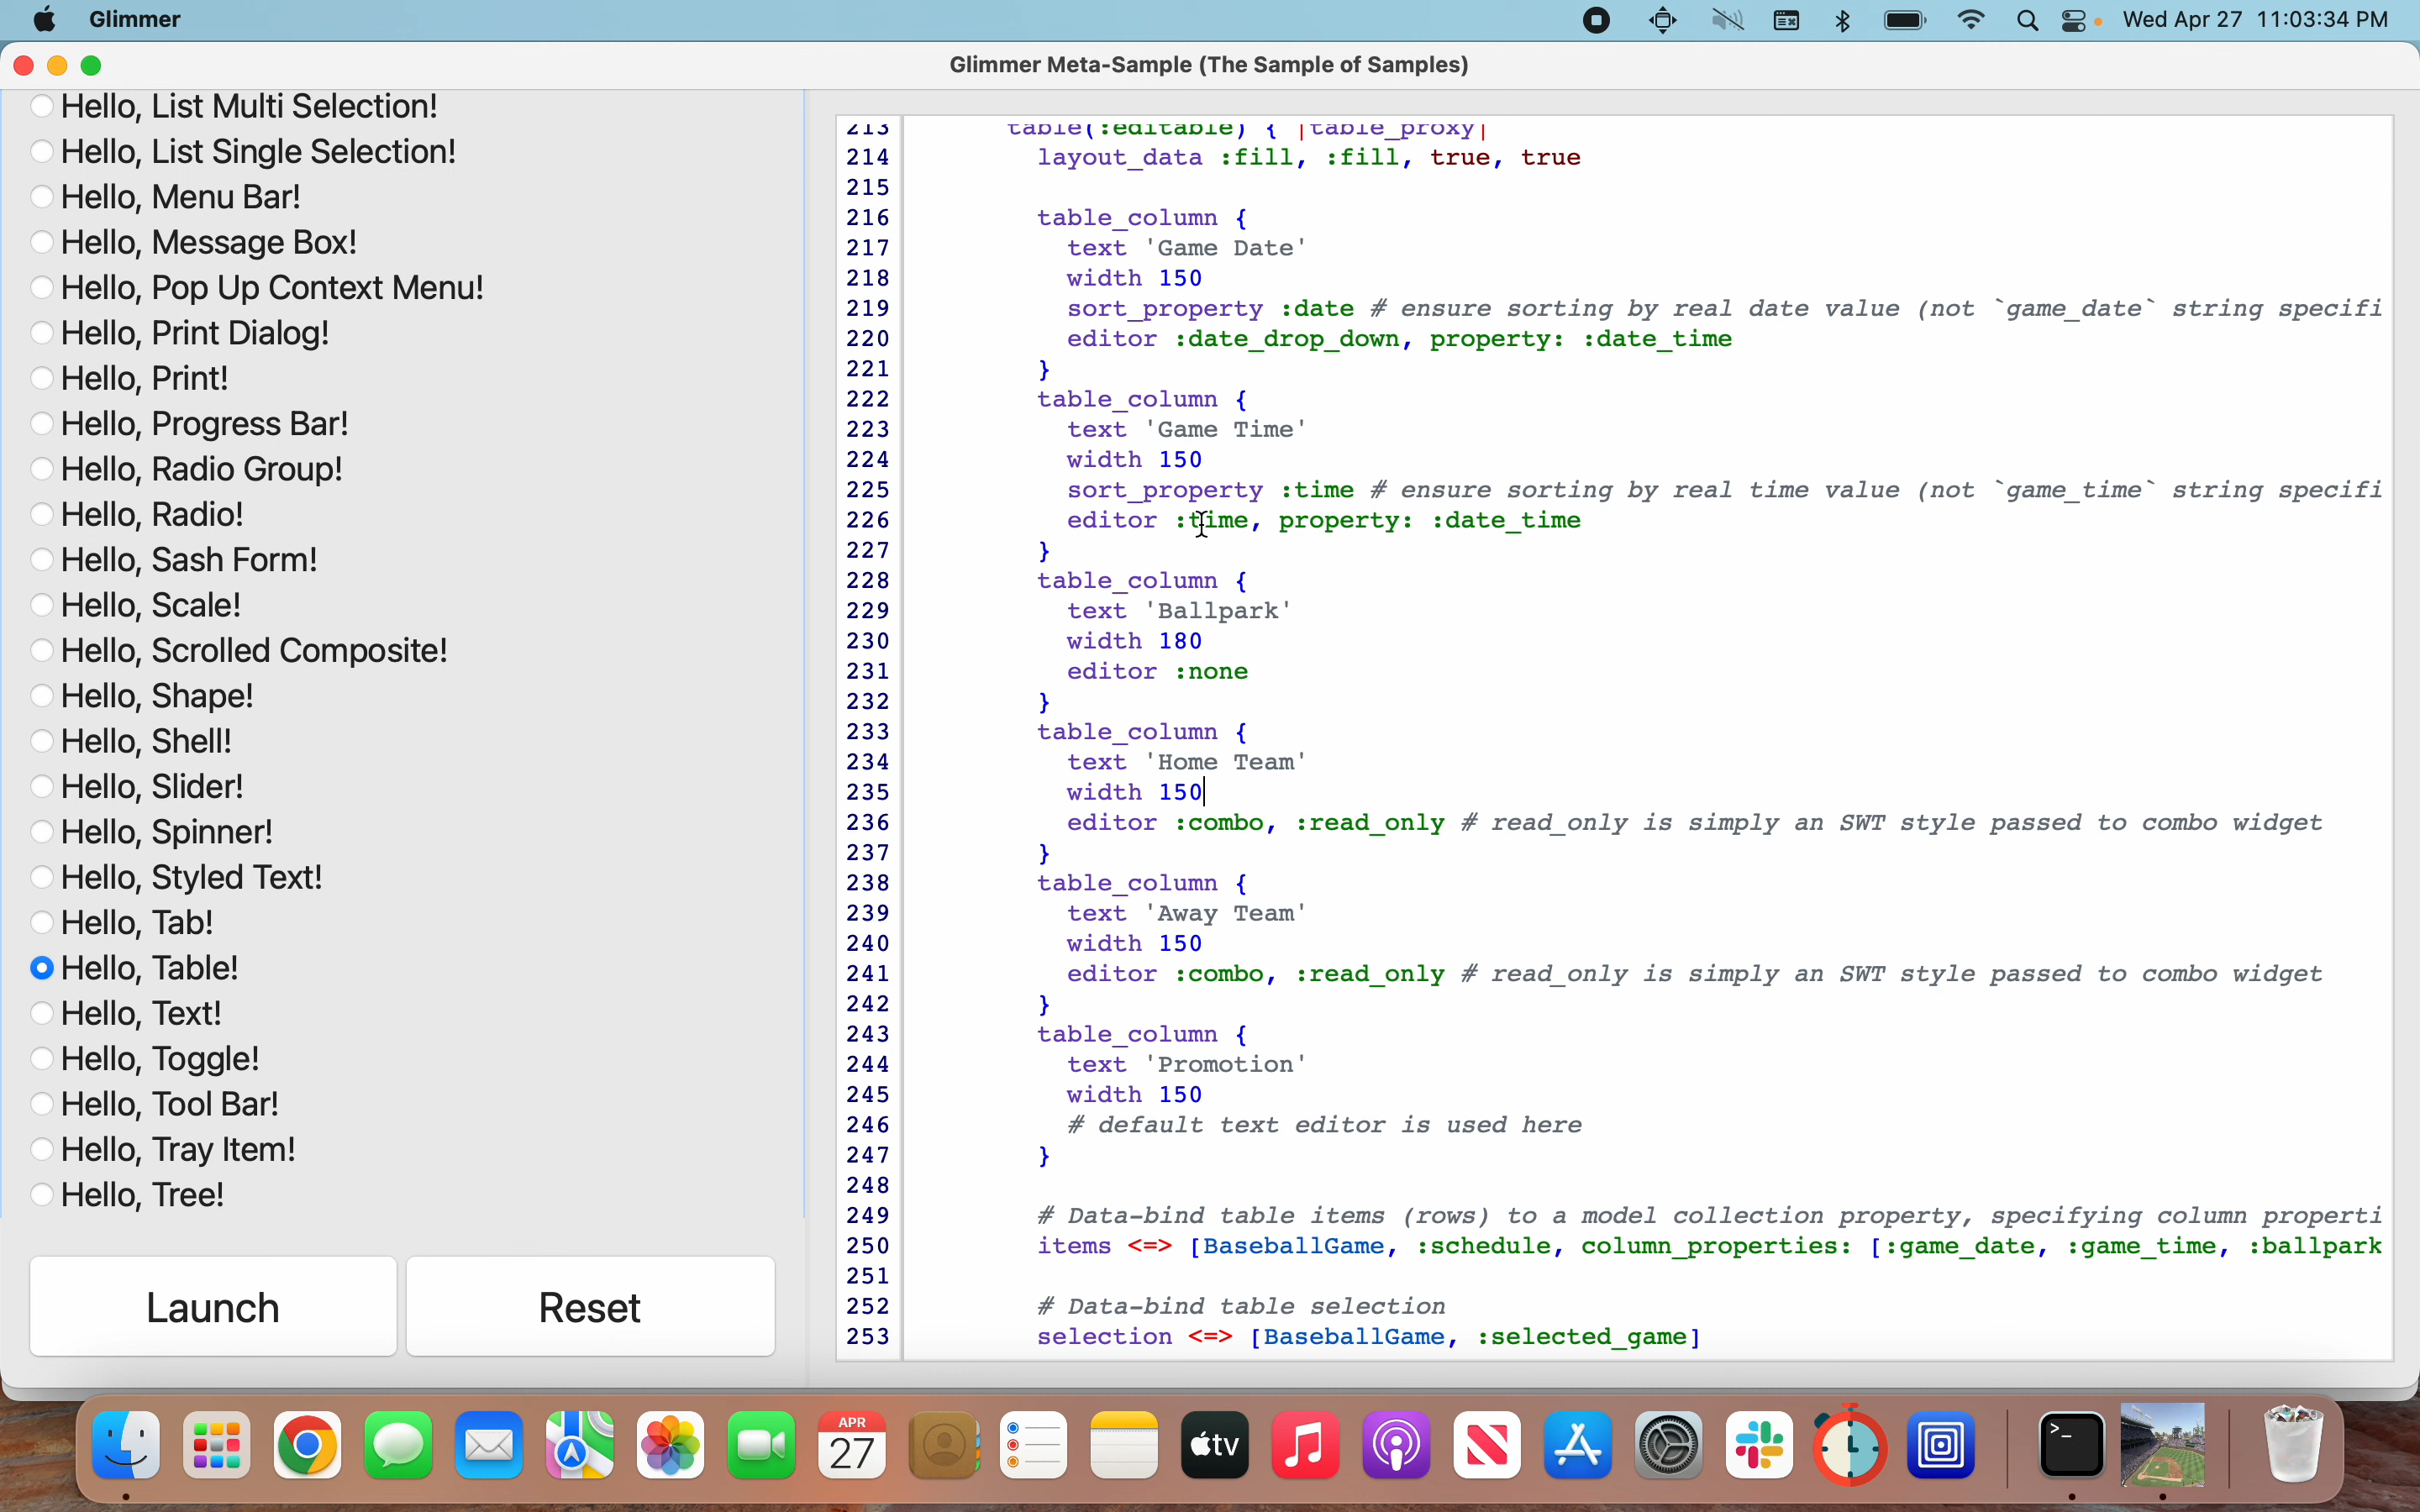 Glimmer
Wed Apr 27 11:03:34 PM
Glimmer Meta-Sample (The Sample of Samples)
Hello, List Multi Selection!
Hello, List Single Selection!
Hello, Menu Bar!
Hello, Message Box!
Hello, Pop Up Context Menu!
Hello, Print Dialog!
Hello, Print!
Hello, Progress Bar!
Hello, Radio Group!
Hello, Radio!
Hello, Sash Form!
Hello, Scale!
Hello, Scrolled Composite!
Hello, Shape!
Hello, Shell!
Hello, Slider!
Hello, Spinner!
Hello, Styled Text!
Hello, Tab!
Hello, Table!
Hello, Text!
Hello, Toggle!
Hello, Tool Bar!
Hello, Tray Item!
Hello, Tree!
Launch
Reset
213 table(:editable) { |table_proxy|
214 layout_data :fill, :fill, true, true
215
216 table_column {
217 text 'Game Date'
218 width 150
219 sort_property :date # ensure sorting by real date value (not `game_date` string specifi
220 editor :date_drop_down, property: :date_time
221 }
222 table_column {
223 text 'Game Time'
224 width 150
225 sort_property :time # ensure sorting by real time value (not `game_time` string specifi
226 editor :time, property: :date_time
227 }
228 table_column {
229 text 'Ballpark'
230 width 180
231 editor :none
232 }
233 table_column {
234 text 'Home Team'
235 width 150
236 editor :combo, :read_only # read_only is simply an SWT style passed to combo widget
237 }
238 table_column {
239 text 'Away Team'
240 width 150
241 editor :combo, :read_only # read_only is simply an SWT style passed to combo widget
242 }
243 table_column {
244 text 'Promotion'
245 width 150
246 # default text editor is used here
247 }
248
249 # Data-bind table items (rows) to a model collection property, specifying column properti
250 items <=> [BaseballGame, :schedule, column_properties: [:game_date, :game_time, :ballpark
251
252 # Data-bind table selection
253 selection <=> [BaseballGame, :selected_game]
APR
27
tv
>_